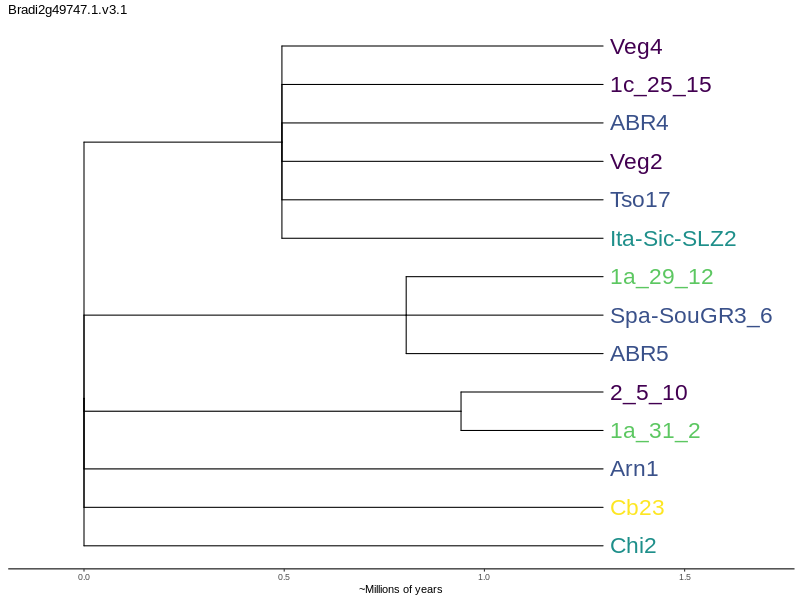 Bradi2g49747.1.v3.1
Veg4
1c_25_15
ABR4
Veg2
Tso17
Ita-Sic-SLZ2
1a_29_12
Spa-SouGR3_6
ABR5
2_5_10
1a_31_2
Arn1
Cb23
Chi2
0.0 0.5 1.0 1.5
~Millions of years